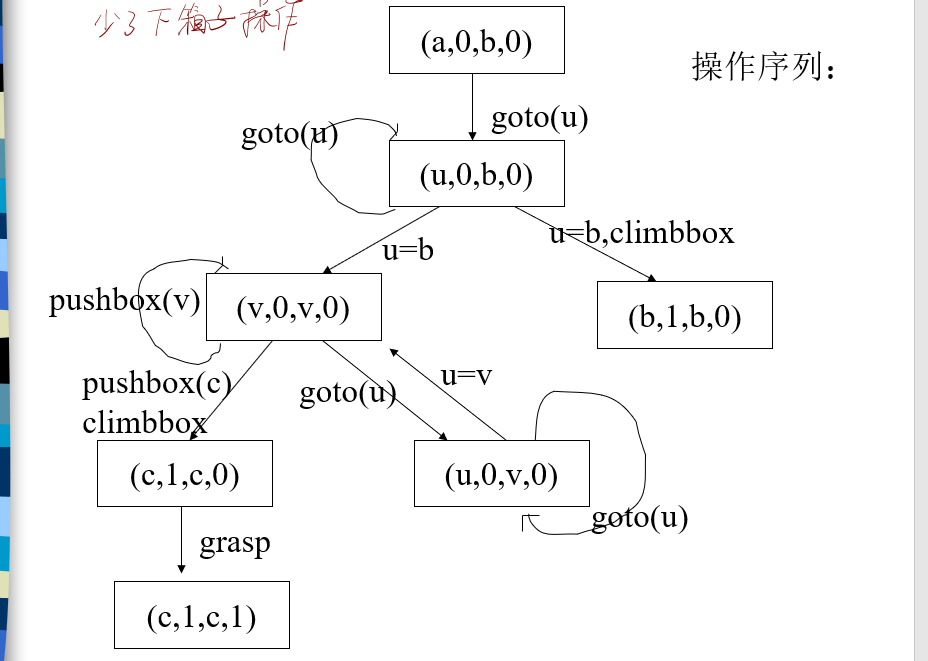 少了下箱子操作
(a,0,b,0)
操作序列：
goto(u)
goto(u)
(u,0,b,0)
u=b,climbbox
u=b
pushbox(v)
(v,0,v,0)
(b,1,b,0)
pushbox(c)
climbbox
goto(u)
u=v
(c,1,c,0)
(u,0,v,0)
goto(u)
grasp
(c,1,c,1)